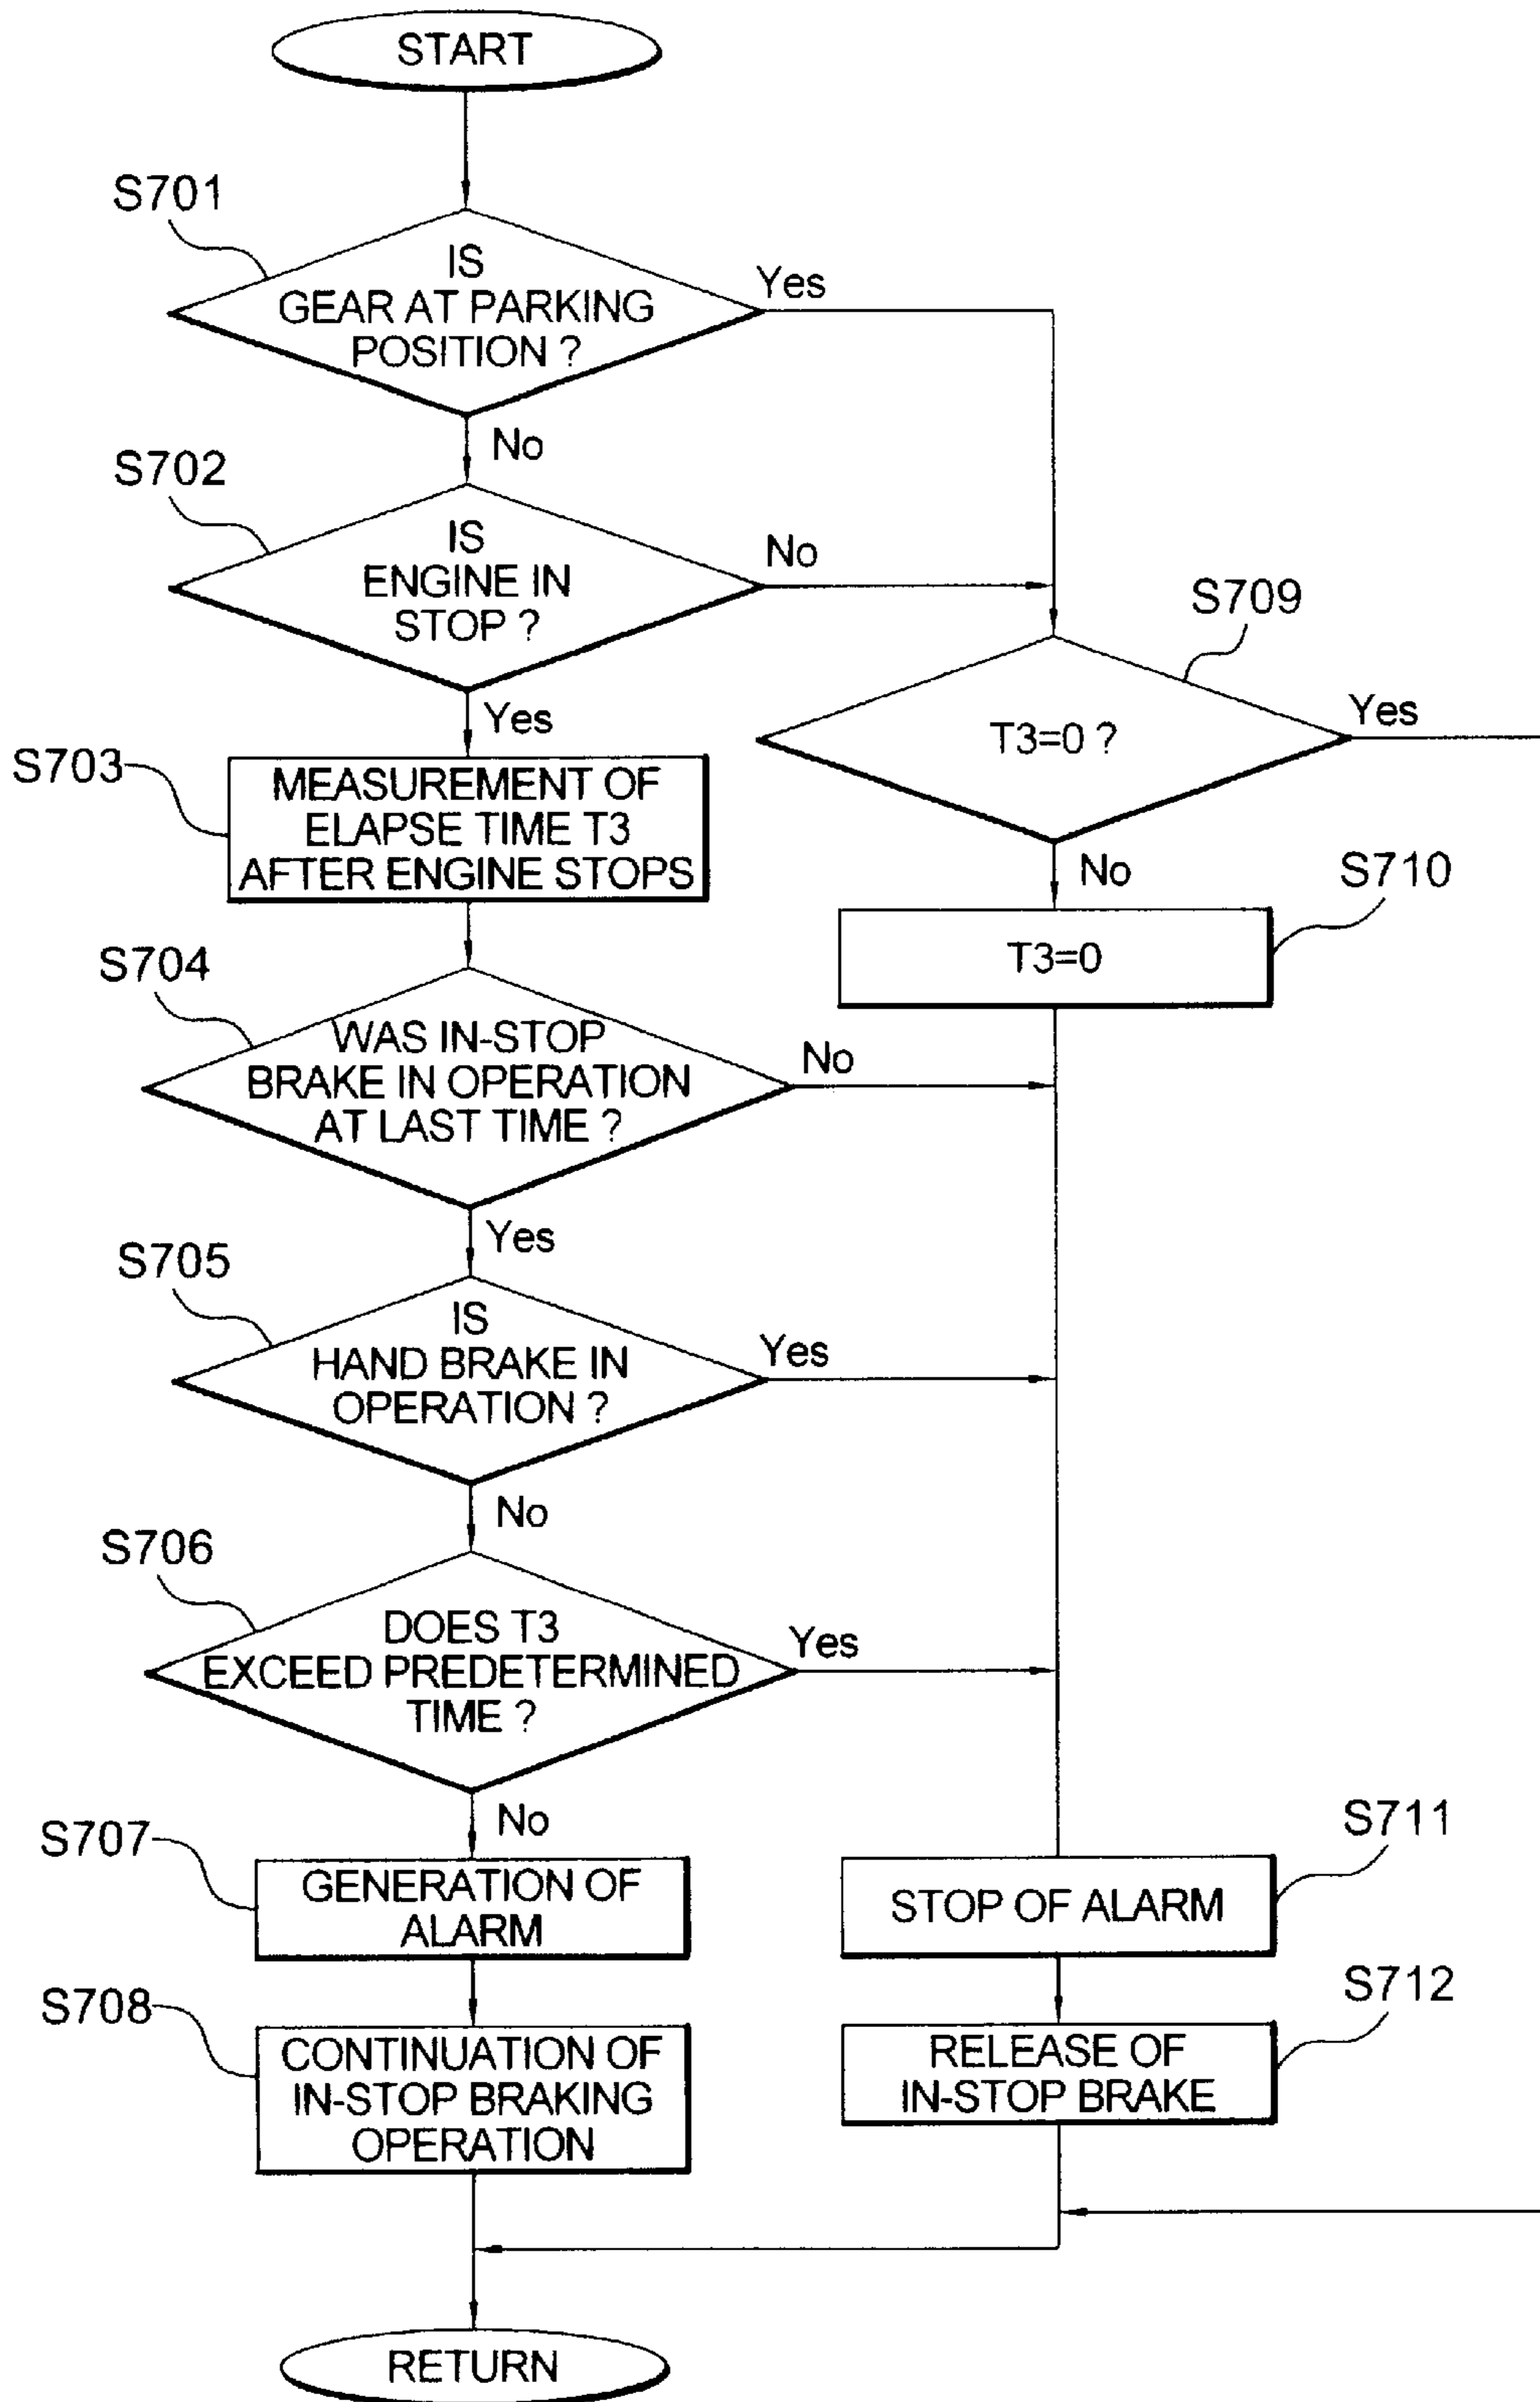 START
S701
IS
GEAR AT PARKING
POSITION ?
Yes
No
S702
IS
ENGINE IN
STOP ?
No
Yes
S709
T3=0 ?
Yes
No
S703
MEASUREMENT OF
ELAPSE TIME T3
AFTER ENGINE STOPS
S710
T3=0
S704
WAS IN-STOP
BRAKE IN OPERATION
AT LAST TIME ?
No
Yes
S705
IS
HAND BRAKE IN
OPERATION ?
Yes
No
S706
DOES T3
EXCEED PREDETERMINED
TIME ?
Yes
No
S707
GENERATION OF
ALARM
S711
STOP OF ALARM
S708
CONTINUATION OF
IN-STOP BRAKING
OPERATION
S712
RELEASE OF
IN-STOP BRAKE
RETURN